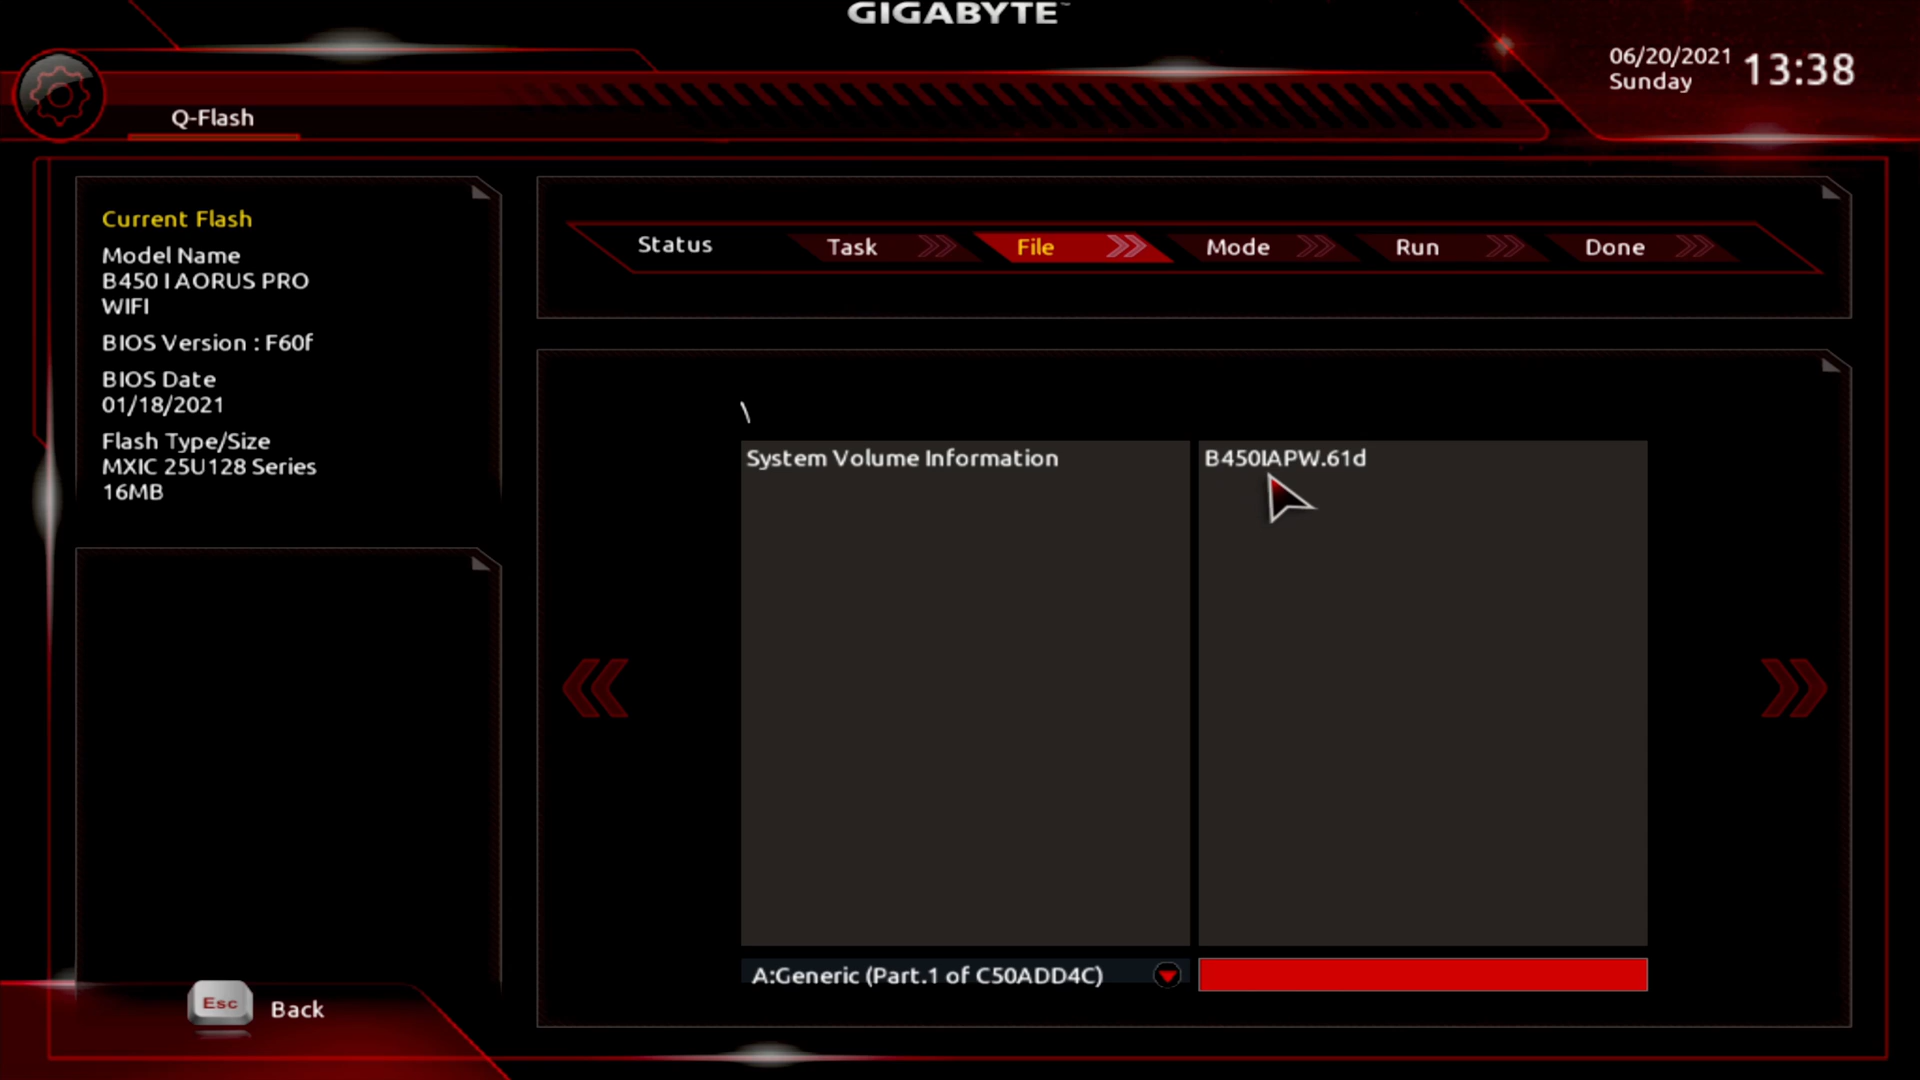 GIGABYTE™
06/20/2021
Sunday
13:38
Q-Flash
Current Flash
Model Name
B450 I AORUS PRO
WIFI
BIOS Version : F60f
BIOS Date
01/18/2021
Flash Type/Size
MXIC 25U128 Series
16MB
Status
Task
File
Mode
Run
Done
\
System Volume Information
B450IAPW.61d
A:Generic (Part.1 of C50ADD4C)
Esc
Back